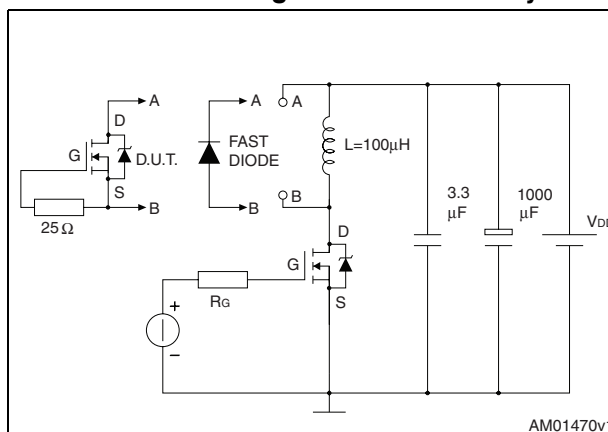 A
D
G
D.U.T.
S
B
25Ω
A
FAST
DIODE
B
A
L=100µH
B
D
G
S
3.3
µF
1000
µF
+
RG
–
AM01470v1